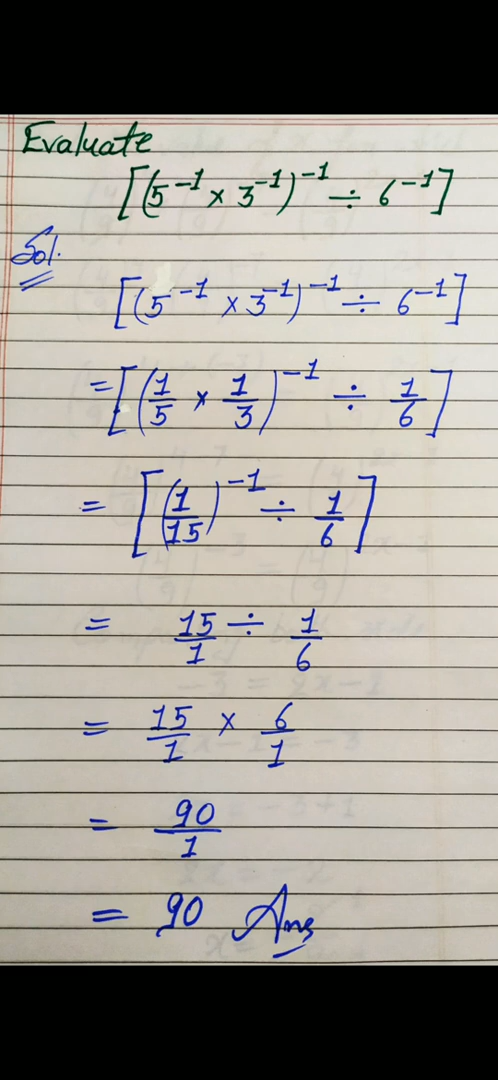 Evaluate
[(5⁻¹ × 3⁻¹)⁻¹ ÷ 6⁻¹]
Sol.
[(5⁻¹ × 3⁻¹)⁻¹ ÷ 6⁻¹]
= [(1/5 × 1/3)⁻¹ ÷ 1/6]
= [(1/15)⁻¹ ÷ 1/6]
= 15/1 ÷ 1/6
= 15/1 × 6/1
= 90/1
= 90 Ans